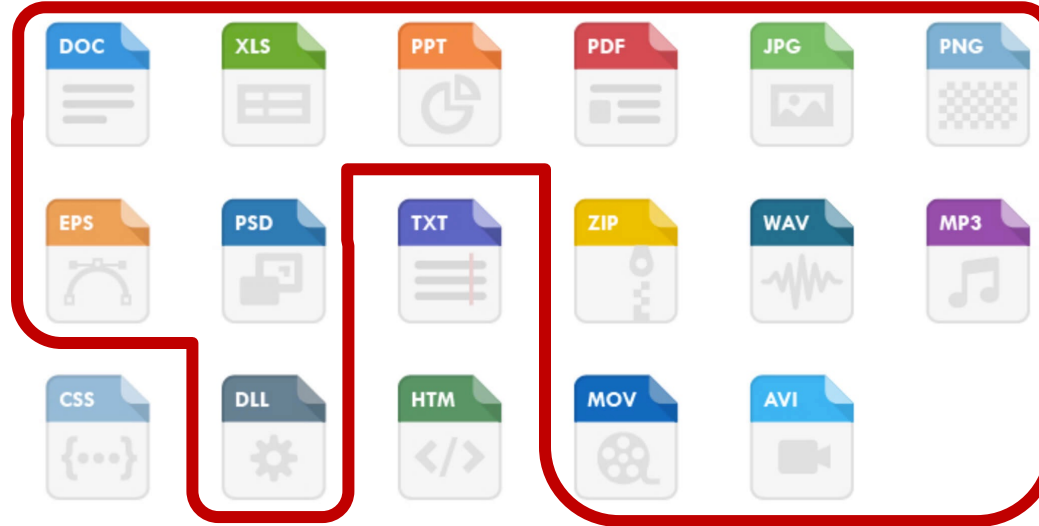 DOC XLS PPT PDF JPG PNG
EPS PSD TXT ZIP WAV MP3
CSS DLL HTM MOV AVI